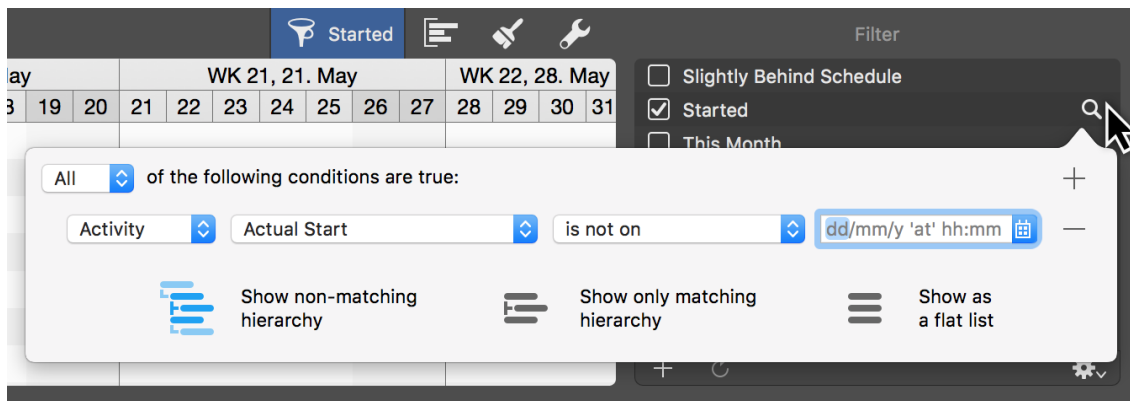 Started
Filter
ay WK 21, 21. May WK 22, 28. May
19 20 21 22 23 24 25 26 27 28 29 30 31
Slightly Behind Schedule
Started
This Month
All of the following conditions are true:
Activity Actual Start is not on dd/mm/y 'at' hh:mm
Show non-matching
hierarchy
Show only matching
hierarchy
Show as
a flat list